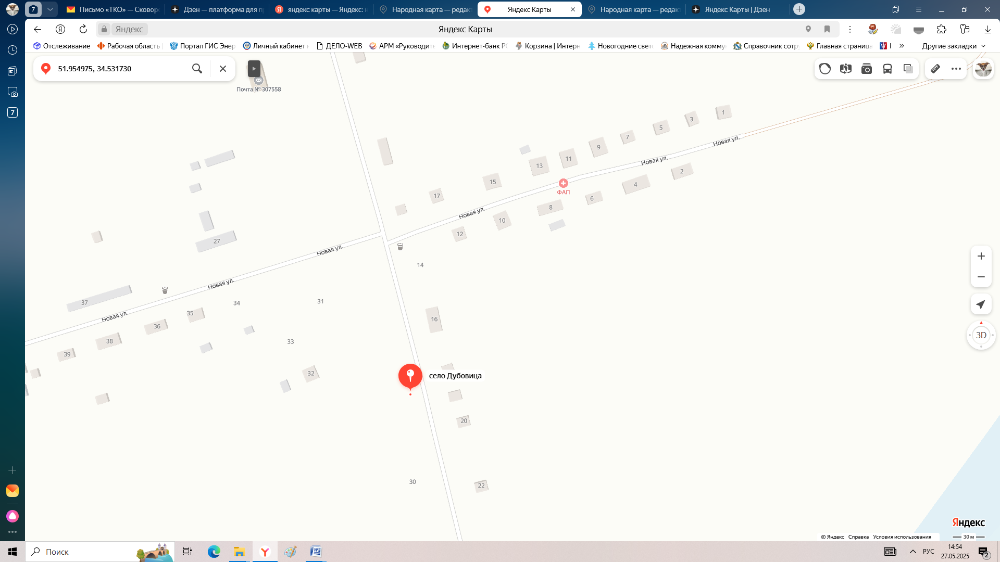 7
Письмо «ТКО» — Сковор
Дзен — платформа для п
яндекс карты — Яндекс: н
Народная карта — редак
Яндекс Карты
Народная карта — редак
Яндекс Карты | Дзен
Яндекс
Яндекс Карты
Отслеживание
Рабочая область
Портал ГИС Энер
Личный кабинет
ДЕЛО-WEB
АРМ «Руководите
Интернет-банк РС
Корзина | Интерн
Новогодние свето
Надежная комму
Справочник сотру
Главная страница
»
Другие закладки
7
51.954975, 34.531730
Почта № 307558
1
3
5
7
9
11
13
15
17
Новая ул.
Новая ул.
2
4
ФАП
6
8
Новая ул.
10
12
27
Новая ул.
14
Новая ул.
37
34
31
35
Новая ул.
16
36
38
33
39
32
село Дубовица
20
30
22
3D
Яндекс
© Яндекс Справка Условия использования
30 м
Поиск
РУС
14:54
27.05.2025
2